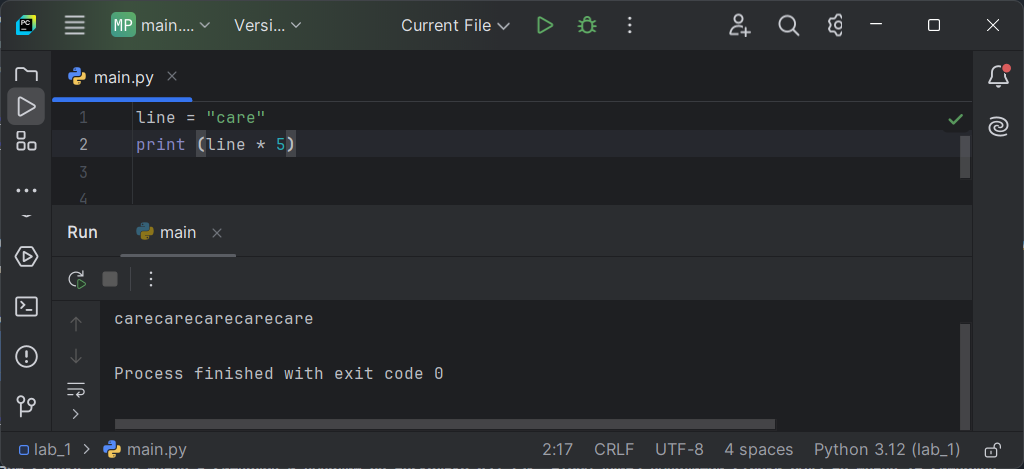 PC
MP main.... Versi... Current File
main.py
1 line = "care"
2 print (line * 5)
3
4
Run main
carecarecarecarecare
Process finished with exit code 0
lab_1 main.py 2:17 CRLF UTF-8 4 spaces Python 3.12 (lab_1)